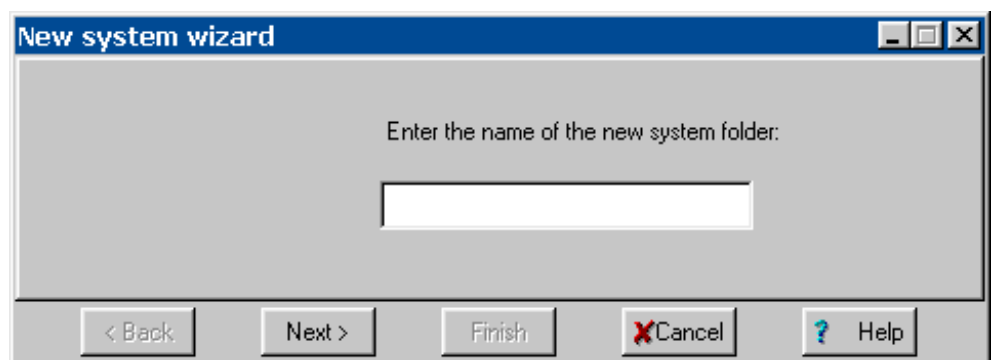 New system wizard
Enter the name of the new system folder:
< Back Next > Finish Cancel ? Help